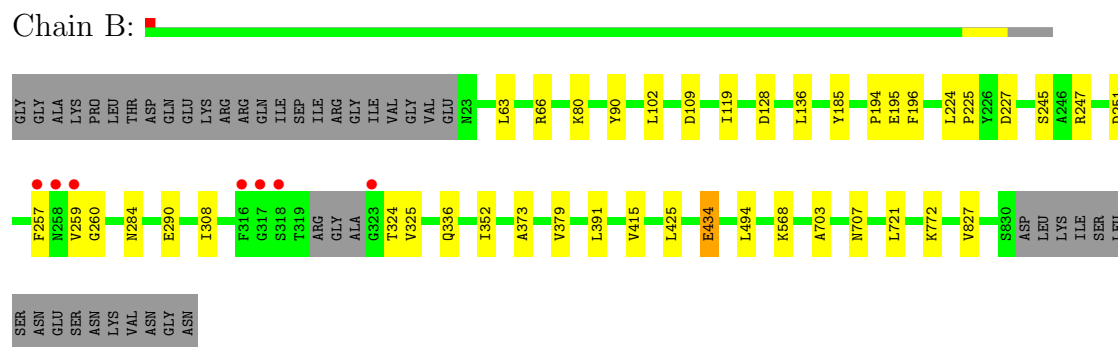 Chain B:
GLY GLY ALA LYS PRO LEU THR ASP GLN GLU GLU LYS ARG ARG GLN ILE SEP ILE ARG GLY ILE VAL GLY VAL GLU N23 L63 R66 K80 Y90 L102 D109 I119 D128 L136 Y185 P194 E195 F196 L224 P225 Y226 D227 S245 A246 R247
F257 N258 V259 G260 N284 E290 I308 F316 G317 S318 T319 ARG GLY ALA G323 T324 V325 Q336 I352 A373 V379 L391 V415 L425 E434 L494 K568 A703 N707 L721 K772 V827 S830 ASP LEU LYS ILE SER LEU
SER ASN GLU SER ASN LYS VAL ASN GLY ASN